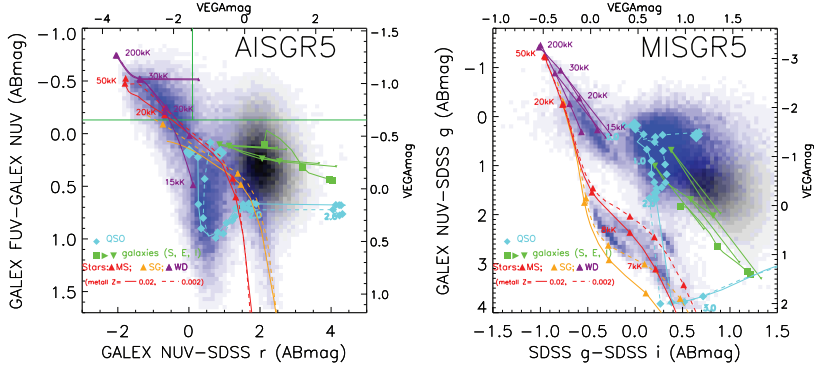 VEGAmag
−2 −1 0 1 2
AISGR5
GALEX FUV−GALEX NUV (ABmag)
−0.5
0.0
0.5
1.0
1.5
−1.5
−1.0
−0.5
0.0
0.5
1.0
VEGAmag
200kK
50kK
30kK
20kK
20kK
15kK
2.8
QSO
galaxies (S, E, I)
Stars: MS; SG; WD
(metall Z= 0.02, 0.002)
−2 0 2 4
GALEX NUV−SDSS r (ABmag)
VEGAmag
−0.5 0.0 0.5 1.0 1.5
MISGR5
GALEX NUV−SDSS g (ABmag)
−1
0
1
2
3
4
−3
−2
−1
0
1
2
VEGAmag
200kK
50kK
30kK
20kK
20kK
15kK
7kK
3.0
QSO
galaxies (S, E, I)
Stars: MS; SG; WD
(metall Z= 0.02, 0.002)
−1.5 −1.0 −0.5 0.0 0.5 1.0 1.5
SDSS g−SDSS i (ABmag)